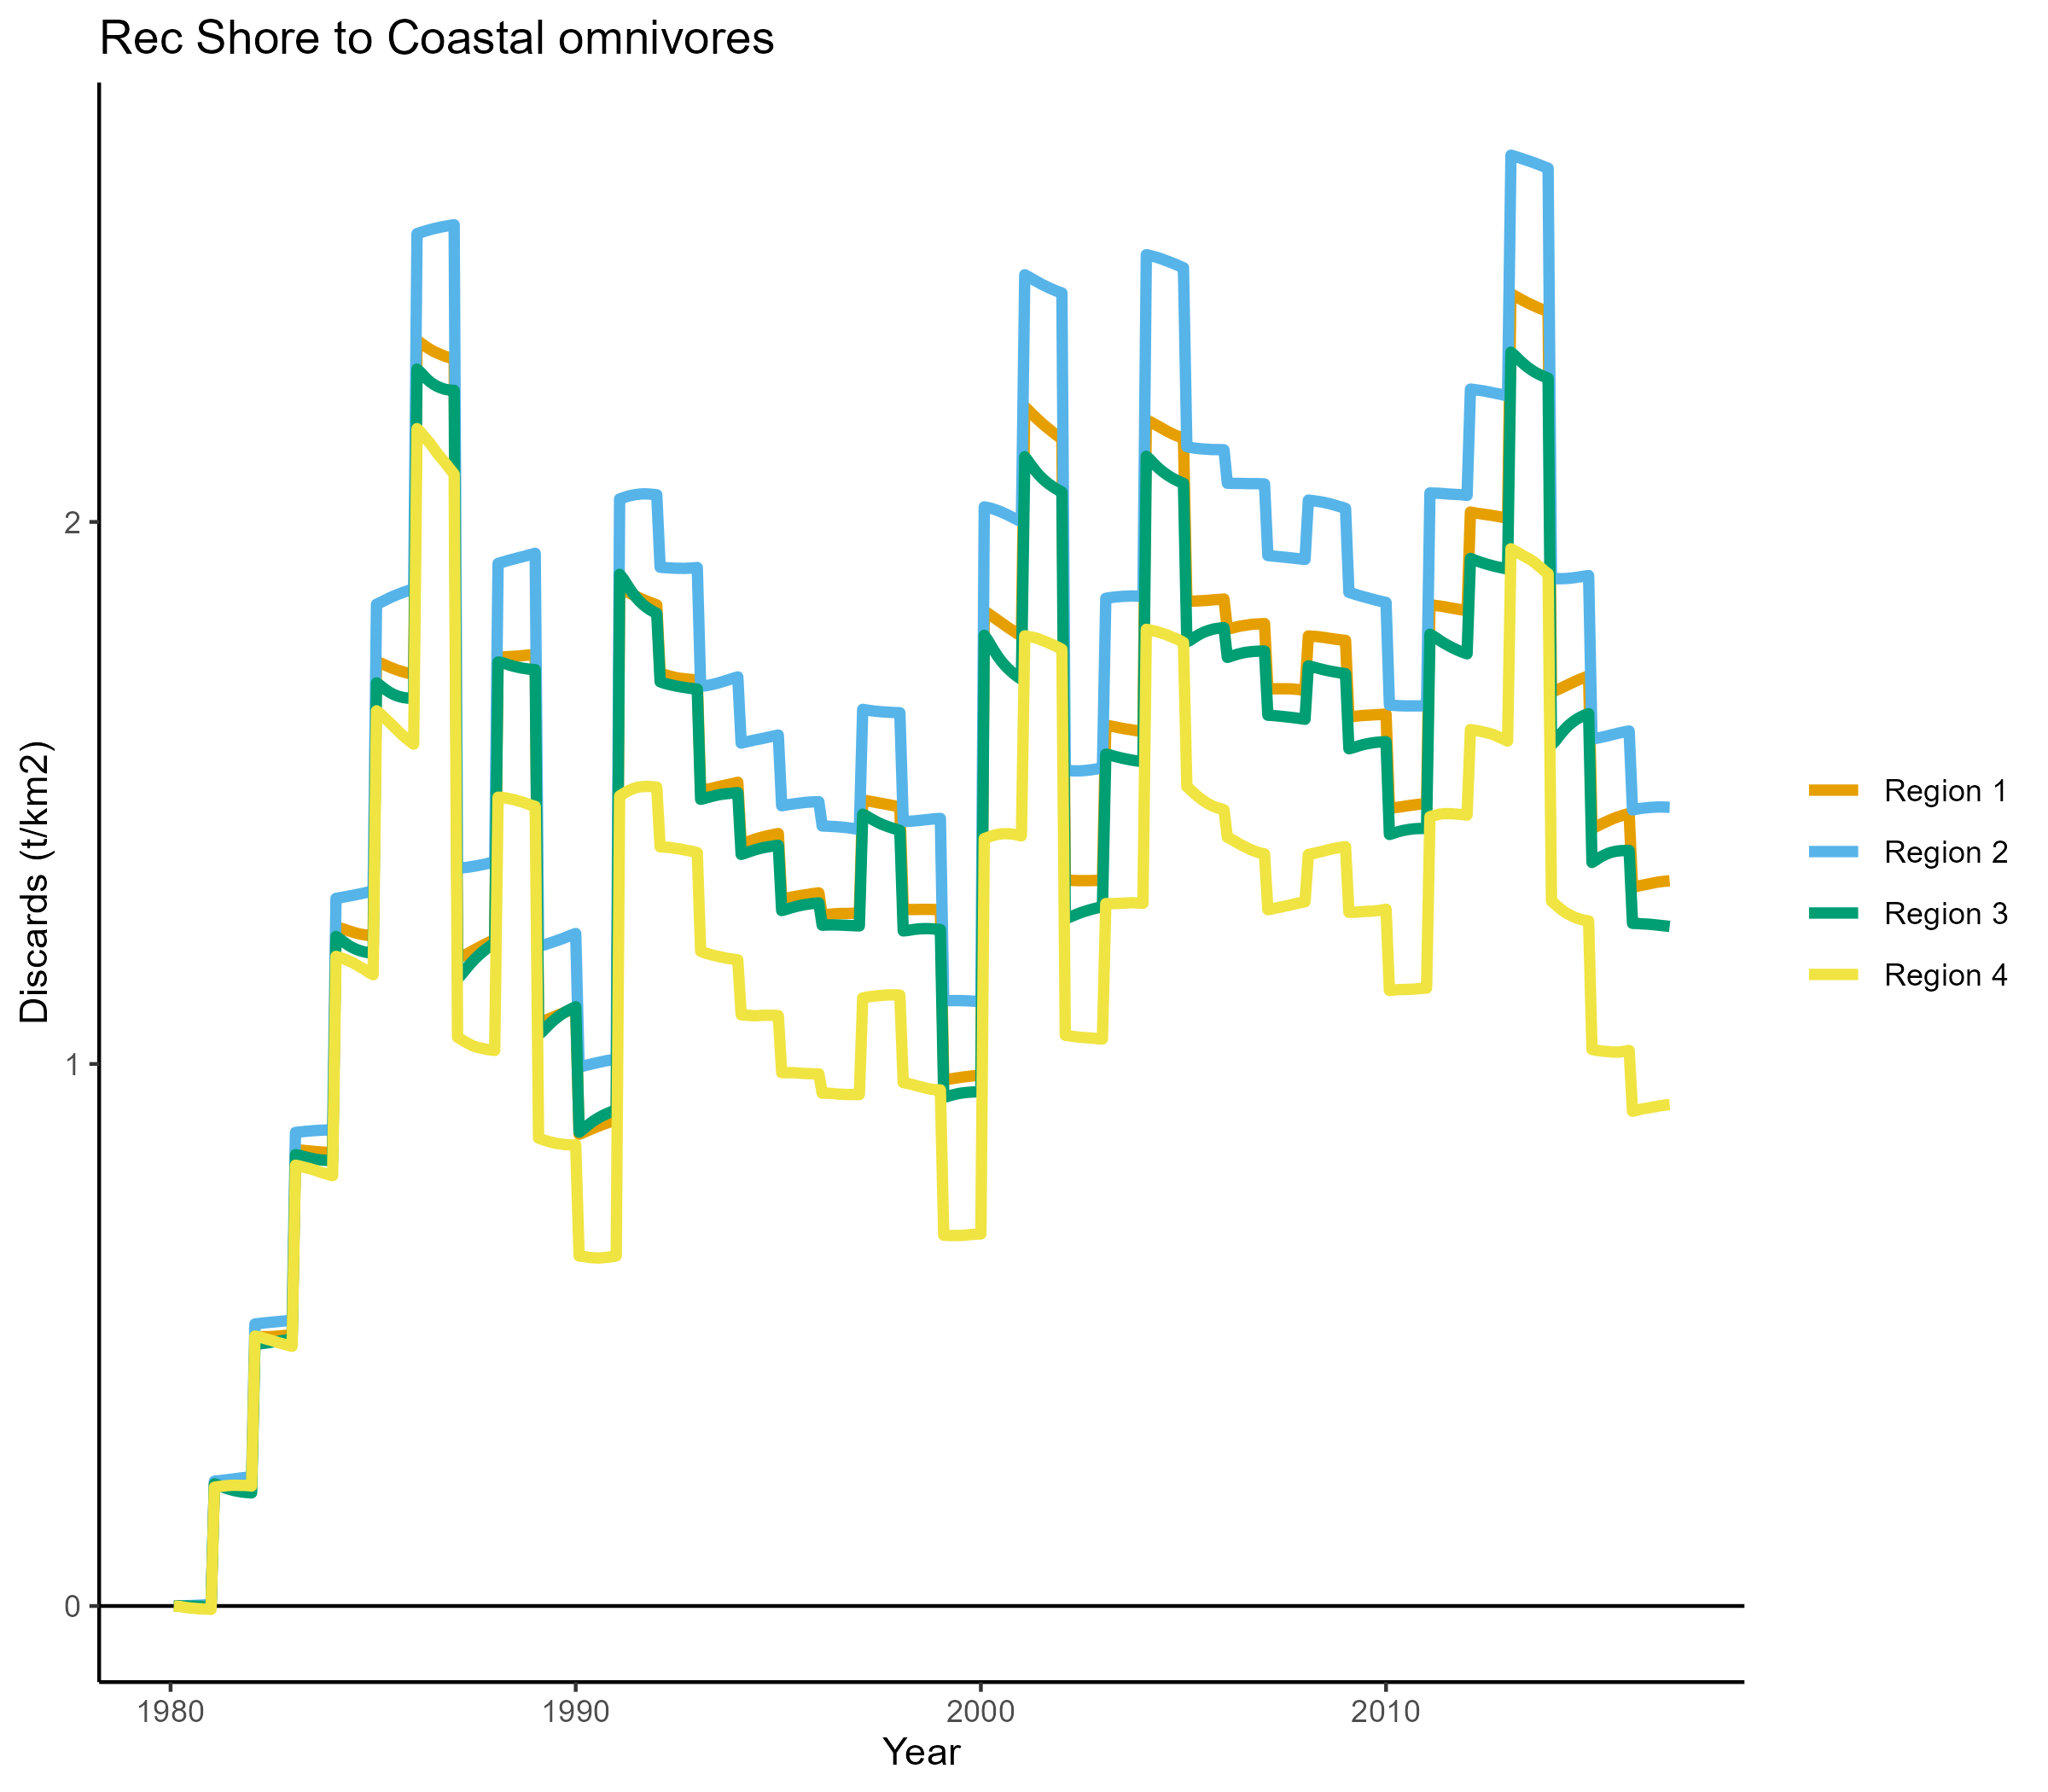 Rec Shore to Coastal omnivores
Discards (t/km2)
2
1
0
1980
1990
2000
2010
Year
Region 1
Region 2
Region 3
Region 4